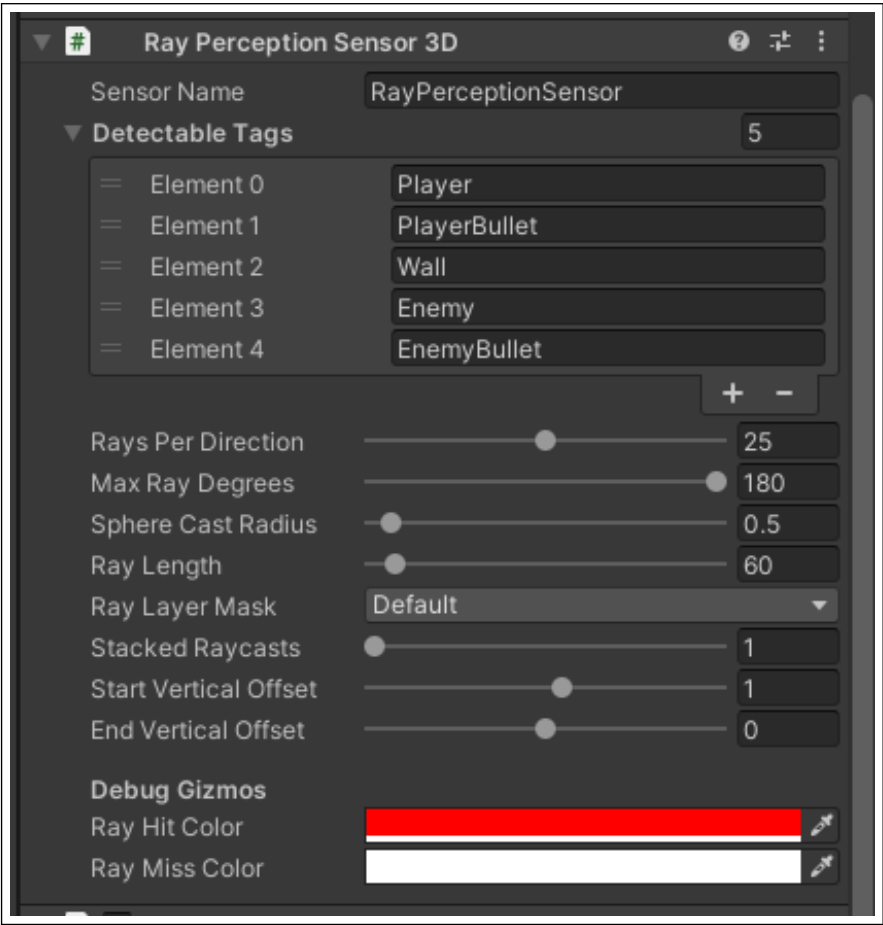 # Ray Perception Sensor 3D
Sensor Name RayPerceptionSensor
Detectable Tags 5
Element 0 Player
Element 1 PlayerBullet
Element 2 Wall
Element 3 Enemy
Element 4 EnemyBullet
+ -
Rays Per Direction 25
Max Ray Degrees 180
Sphere Cast Radius 0.5
Ray Length 60
Ray Layer Mask Default
Stacked Raycasts 1
Start Vertical Offset 1
End Vertical Offset 0
Debug Gizmos
Ray Hit Color
Ray Miss Color